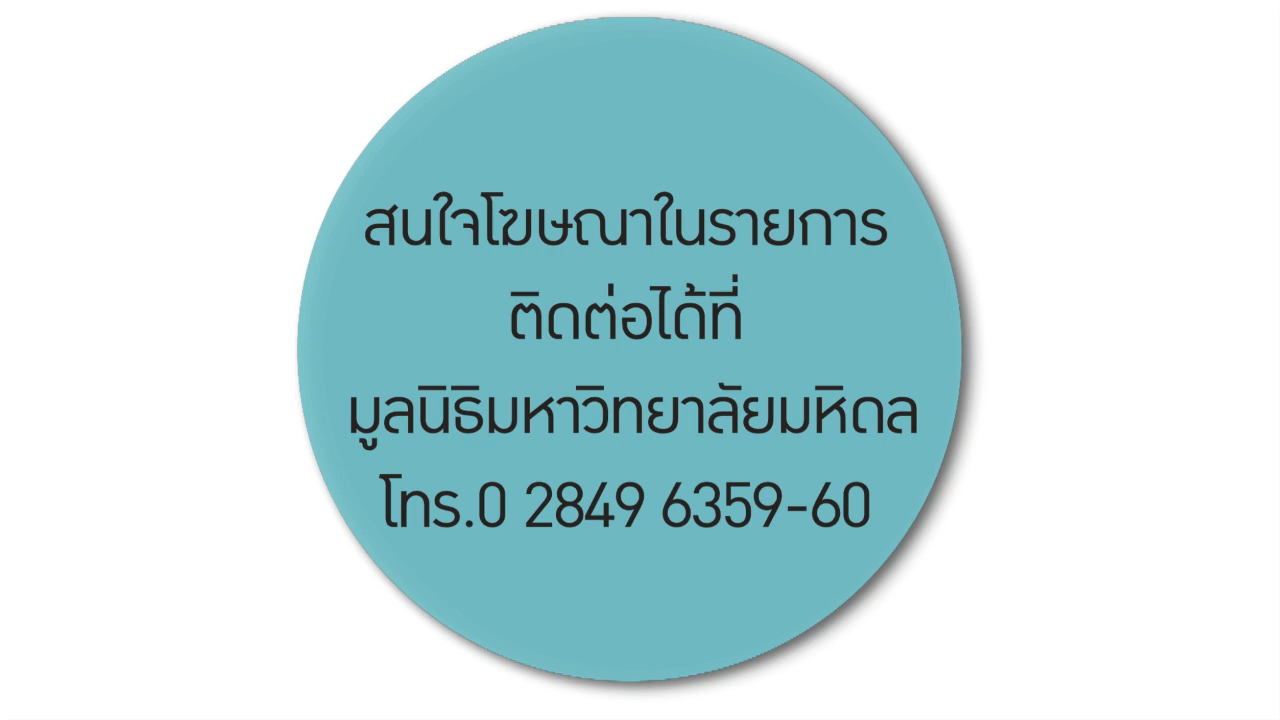 สนใจโฆษณาในรายการ
ติดต่อได้ที่
มูลนิธิมหาวิทยาลัยมหิดล
โทร.0 2849 6359-60